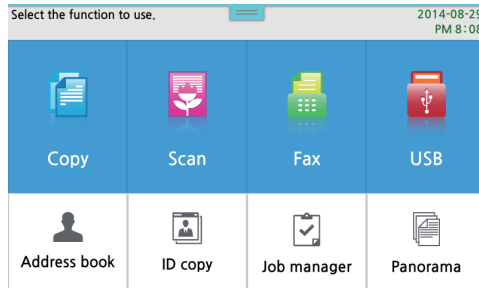 Select the function to use.
2014-08-29
PM 8:08
Copy
Scan
Fax
USB
Address book
ID copy
Job manager
Panorama